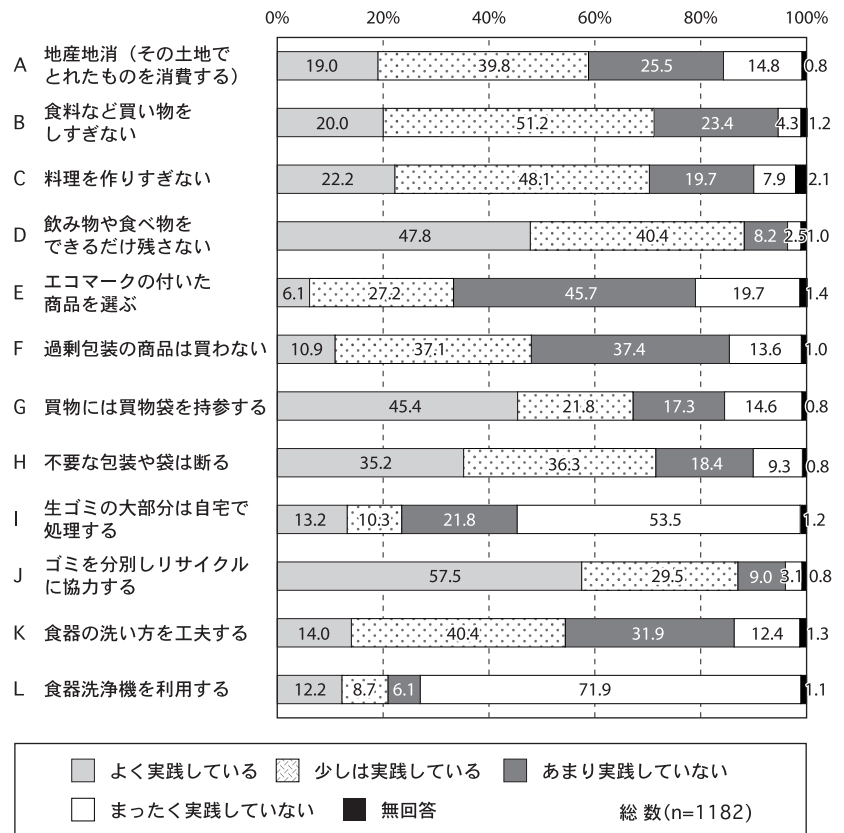 0% 20% 40% 60% 80% 100%
A 地産地消（その土地で
とれたものを消費する）
19.0 39.8 25.5 14.8 0.8
B 食料など買い物を
しすぎない
20.0 51.2 23.4 4.3 1.2
C 料理を作りすぎない 22.2 48.1 19.7 7.9 2.1
D 飲み物や食べ物を
できるだけ残さない
47.8 40.4 8.2 2.5 1.0
E エコマークの付いた
商品を選ぶ
6.1 27.2 45.7 19.7 1.4
F 過剰包装の商品は買わない 10.9 37.1 37.4 13.6 1.0
G 買物には買物袋を持参する 45.4 21.8 17.3 14.6 0.8
H 不要な包装や袋は断る 35.2 36.3 18.4 9.3 0.8
I 生ゴミの大部分は自宅で
処理する
13.2 10.3 21.8 53.5 1.2
J ゴミを分別しリサイクル
に協力する
57.5 29.5 9.0 3.1 0.8
K 食器の洗い方を工夫する 14.0 40.4 31.9 12.4 1.3
L 食器洗浄機を利用する 12.2 8.7 6.1 71.9 1.1
よく実践している 少しは実践している あまり実践していない
まったく実践していない 無回答 総数(n=1182)